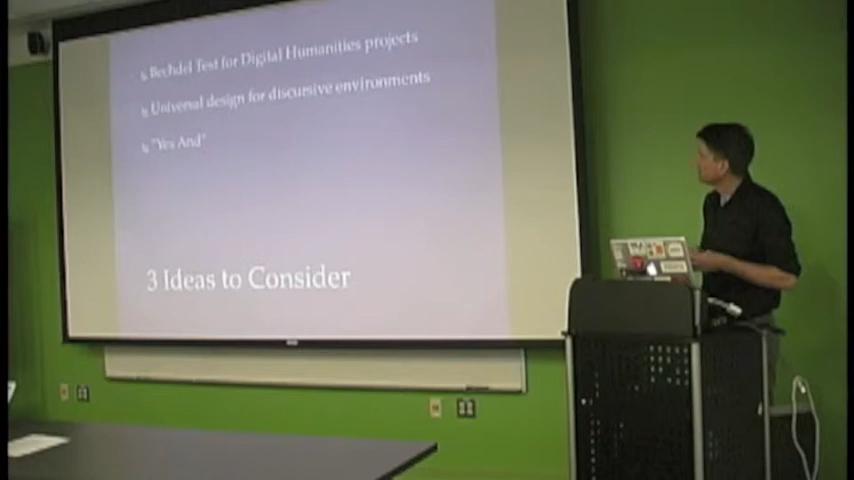 Bechdel Test for Digital Humanities projects
Universal design for discursive environments
"Yes And"
3 Ideas to Consider